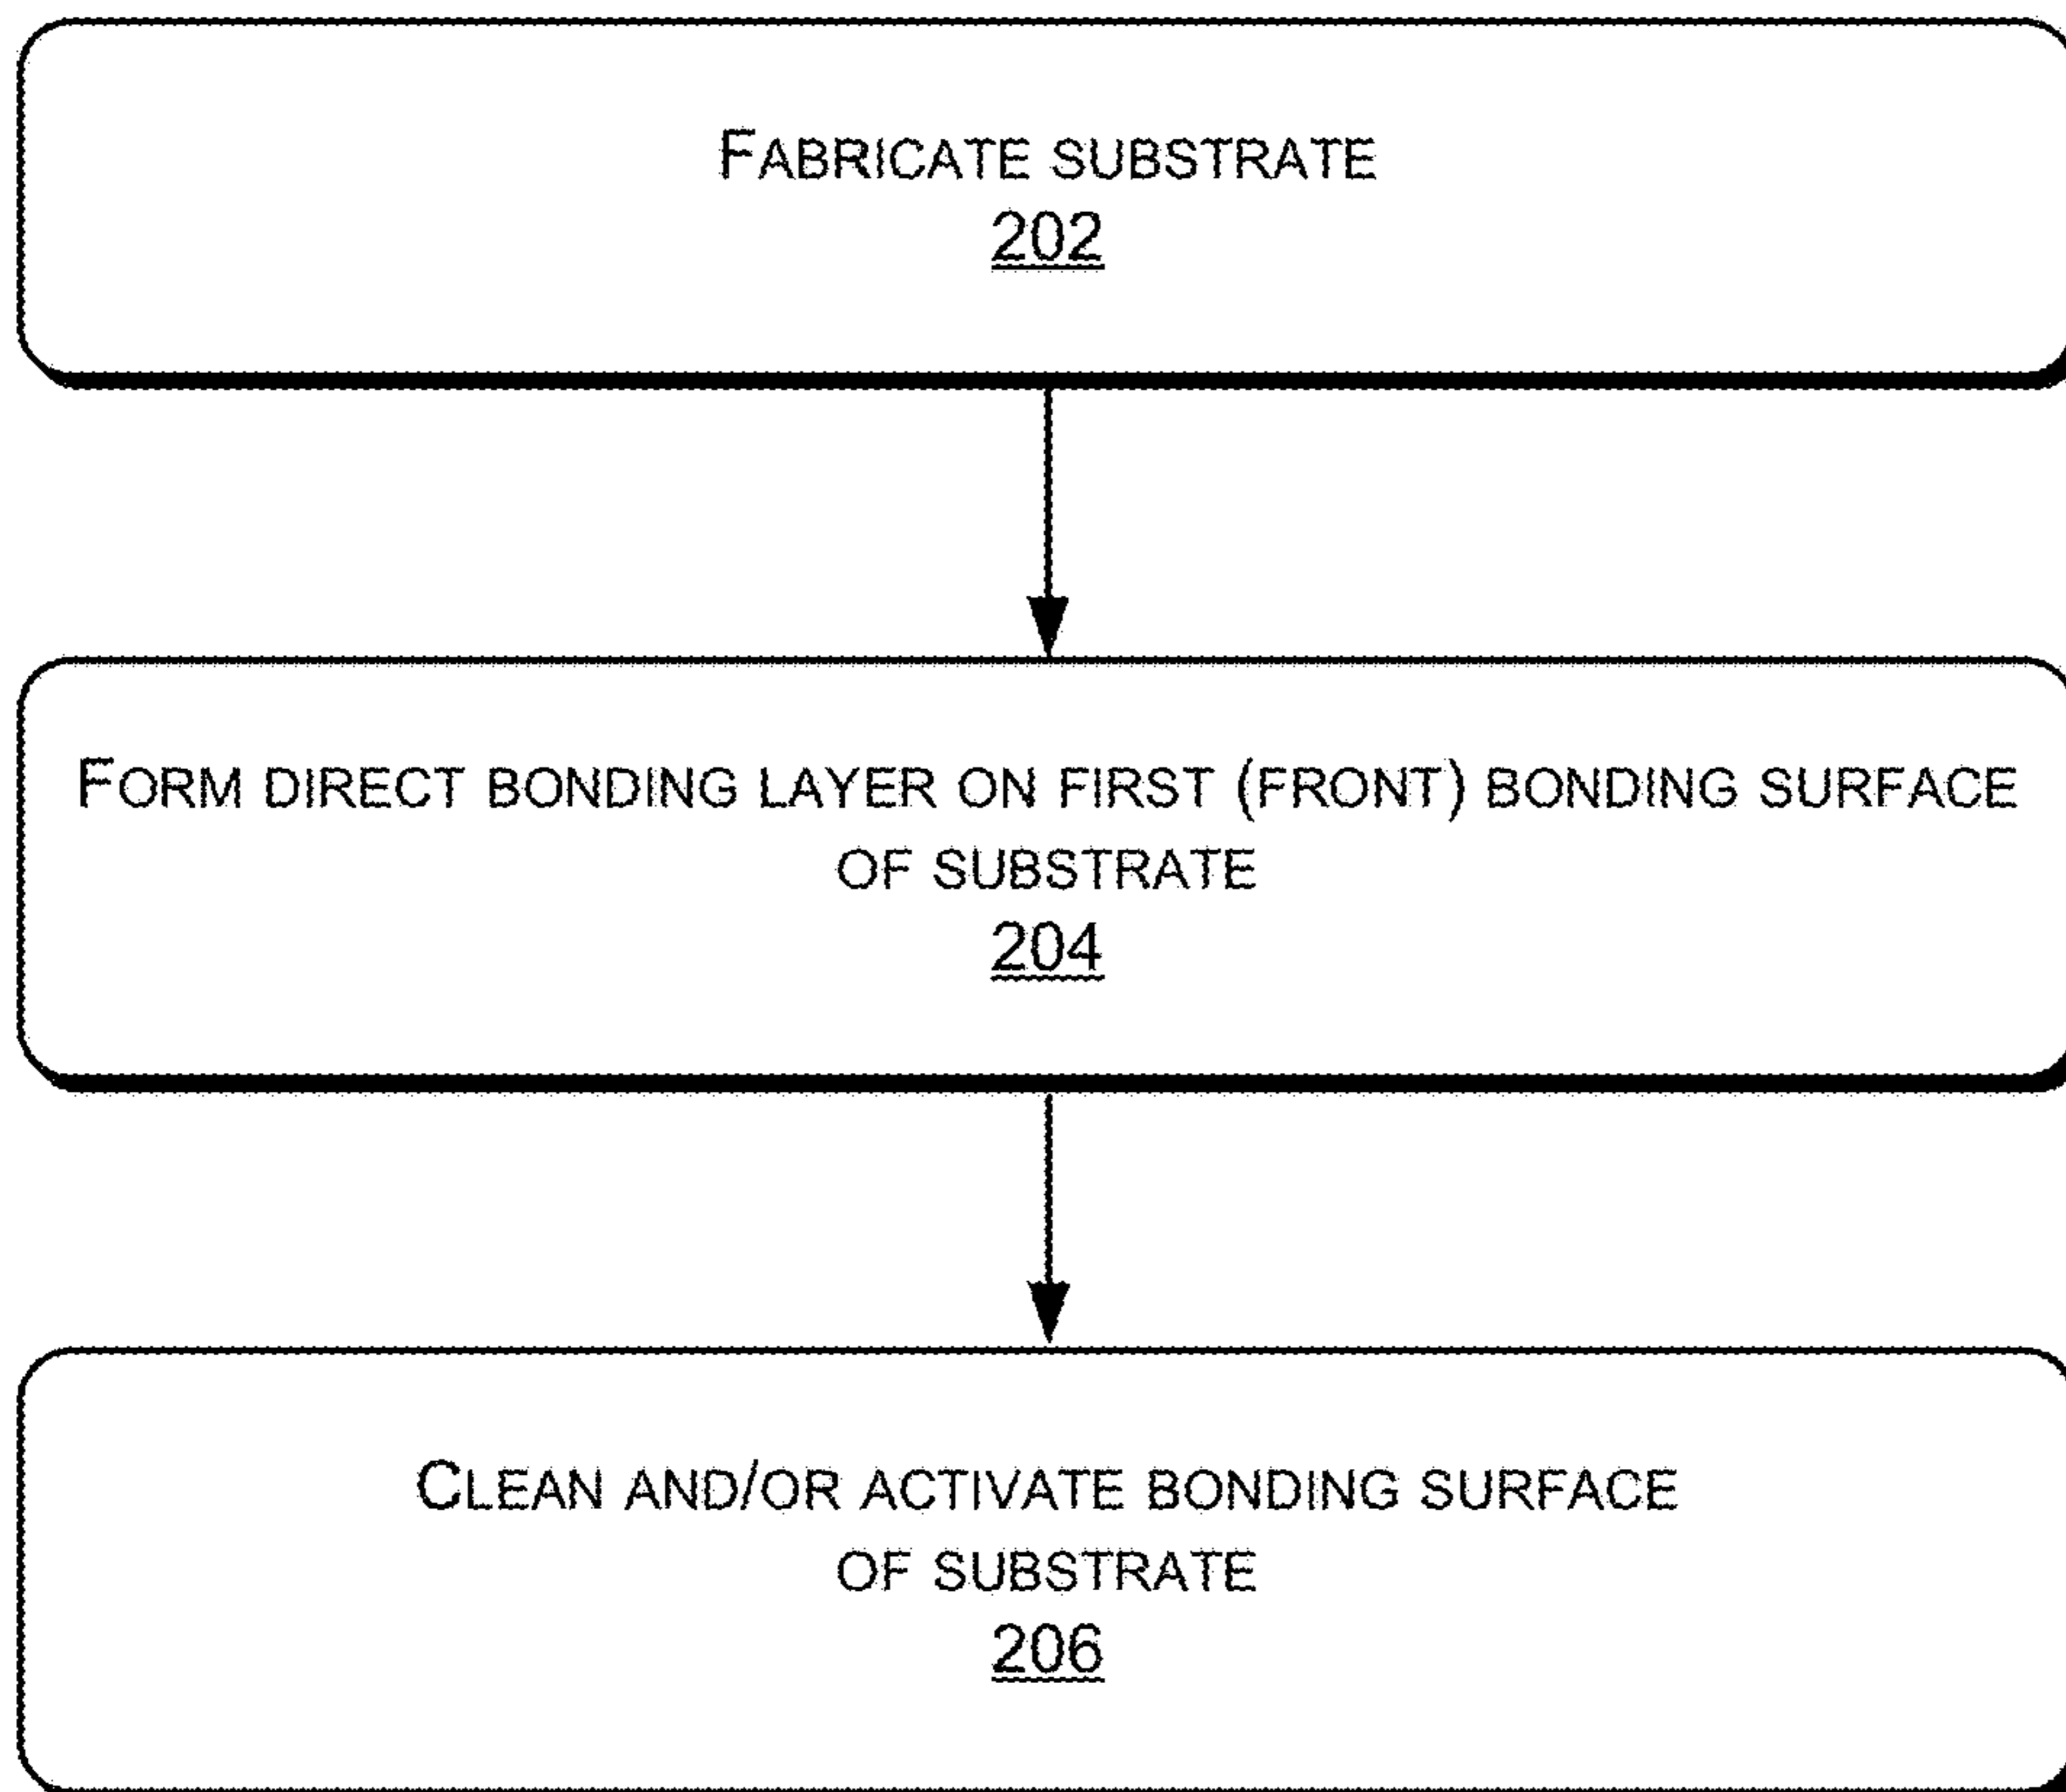 FABRICATE SUBSTRATE
202
FORM DIRECT BONDING LAYER ON FIRST (FRONT) BONDING SURFACE
OF SUBSTRATE
204
CLEAN AND/OR ACTIVATE BONDING SURFACE
OF SUBSTRATE
206